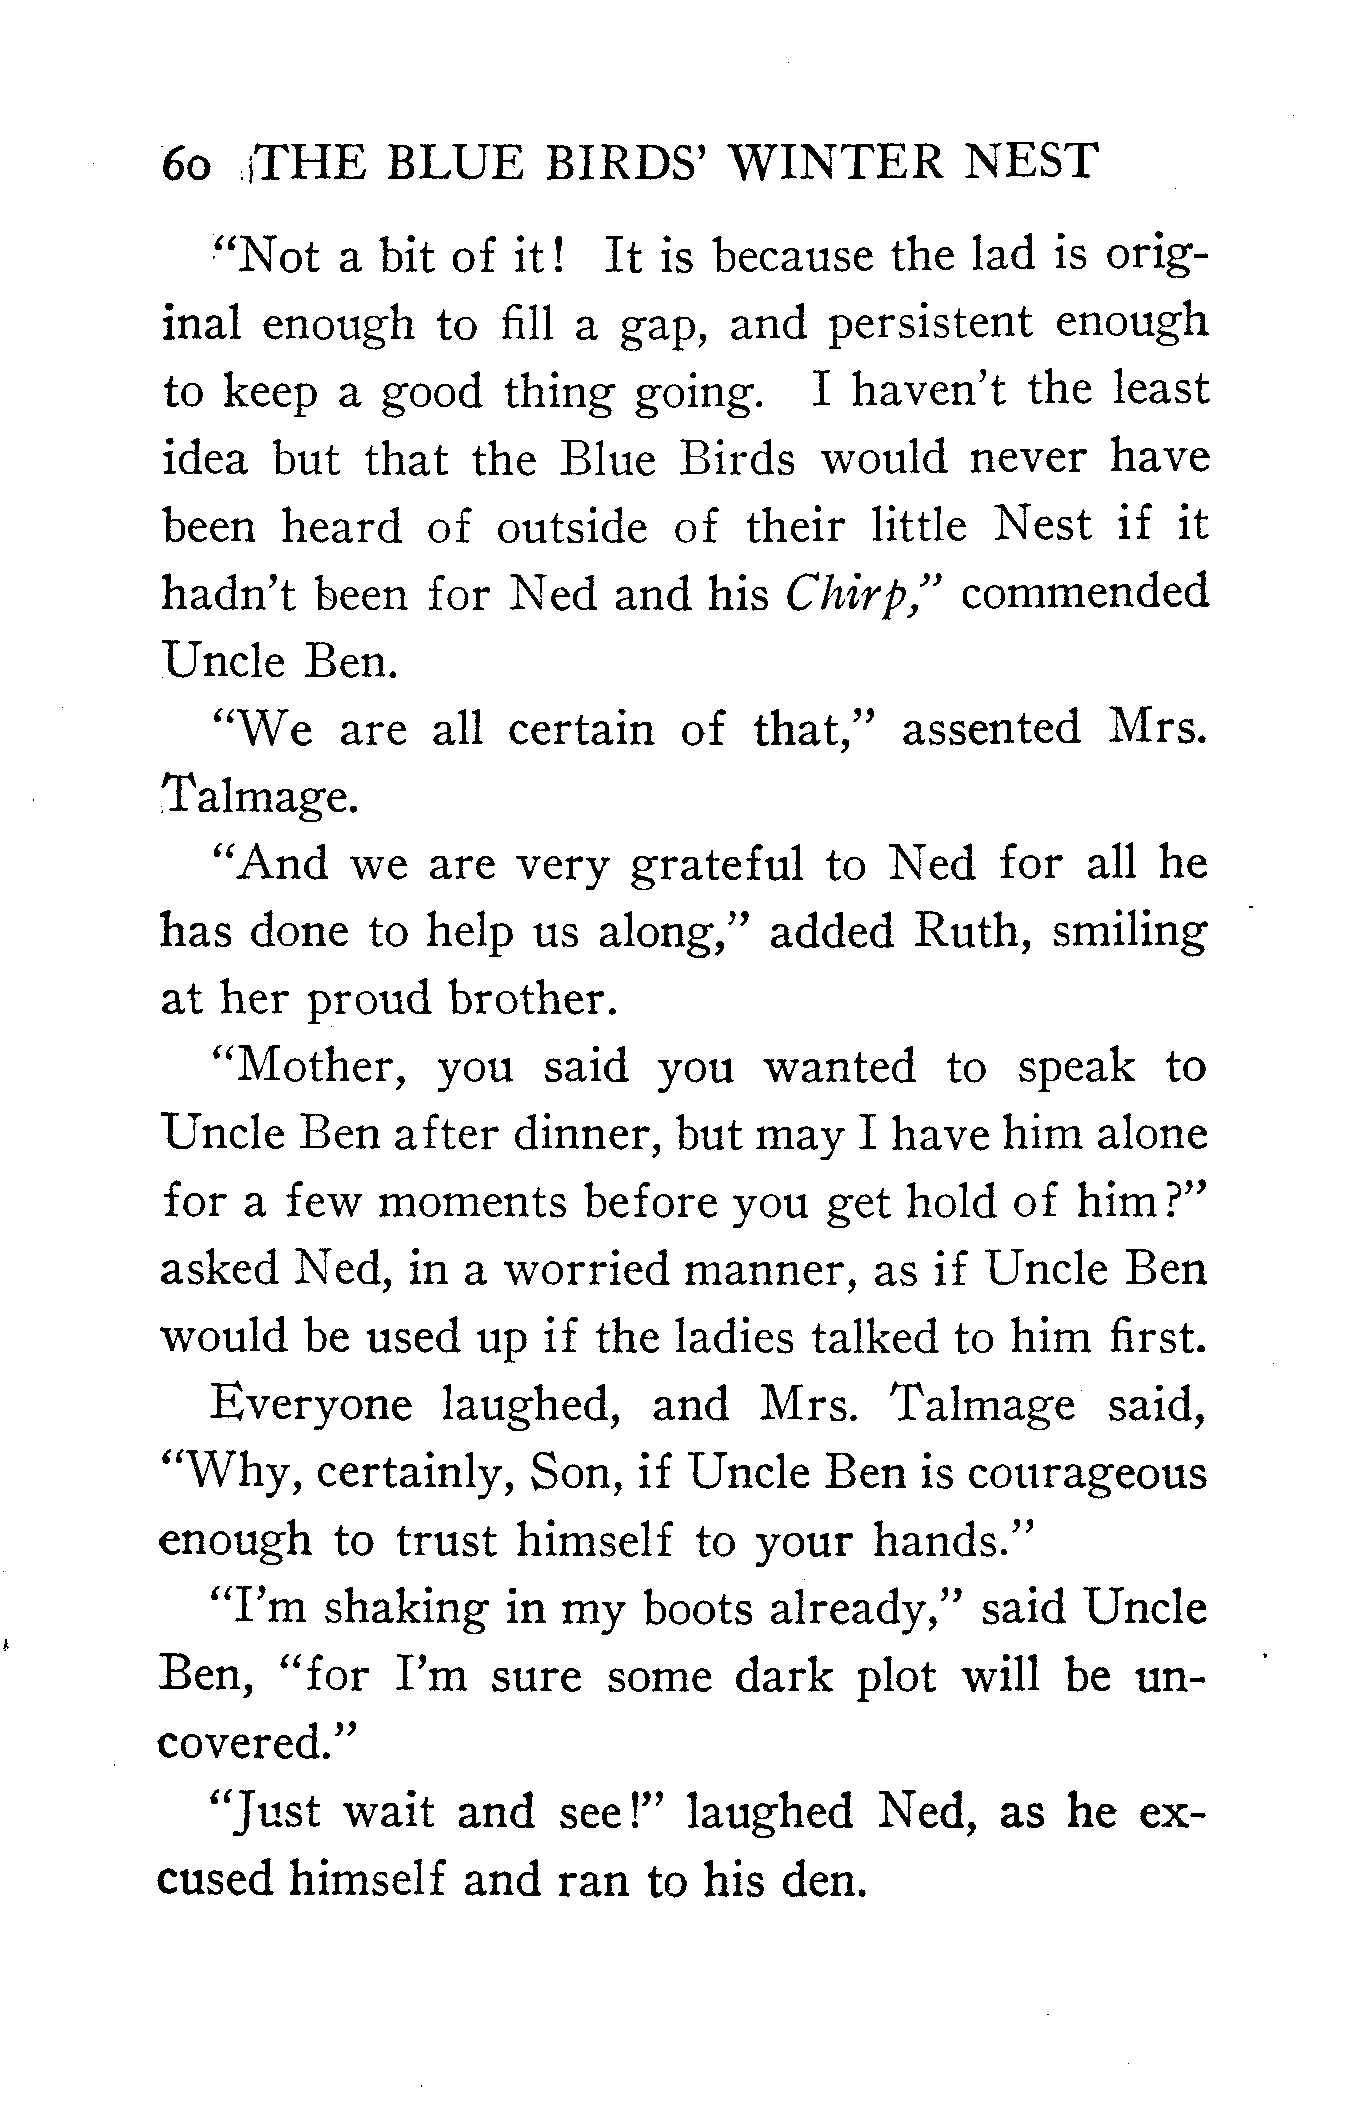 60 THE BLUE BIRDS' WINTER NEST
"Not a bit of it! It is because the lad is orig-
inal enough to fill a gap, and persistent enough
to keep a good thing going. I haven't the least
idea but that the Blue Birds would never have
been heard of outside of their little Nest if it
hadn't been for Ned and his Chirp," commended
Uncle Ben.
"We are all certain of that," assented Mrs.
Talmage.
"And we are very grateful to Ned for all he
has done to help us along," added Ruth, smiling
at her proud brother.
"Mother, you said you wanted to speak to
Uncle Ben after dinner, but may I have him alone
for a few moments before you get hold of him?"
asked Ned, in a worried manner, as if Uncle Ben
would be used up if the ladies talked to him first.
Everyone laughed, and Mrs. Talmage said,
"Why, certainly, Son, if Uncle Ben is courageous
enough to trust himself to your hands."
"I'm shaking in my boots already," said Uncle
Ben, "for I'm sure some dark plot will be un-
covered."
"Just wait and see!" laughed Ned, as he ex-
cused himself and ran to his den.